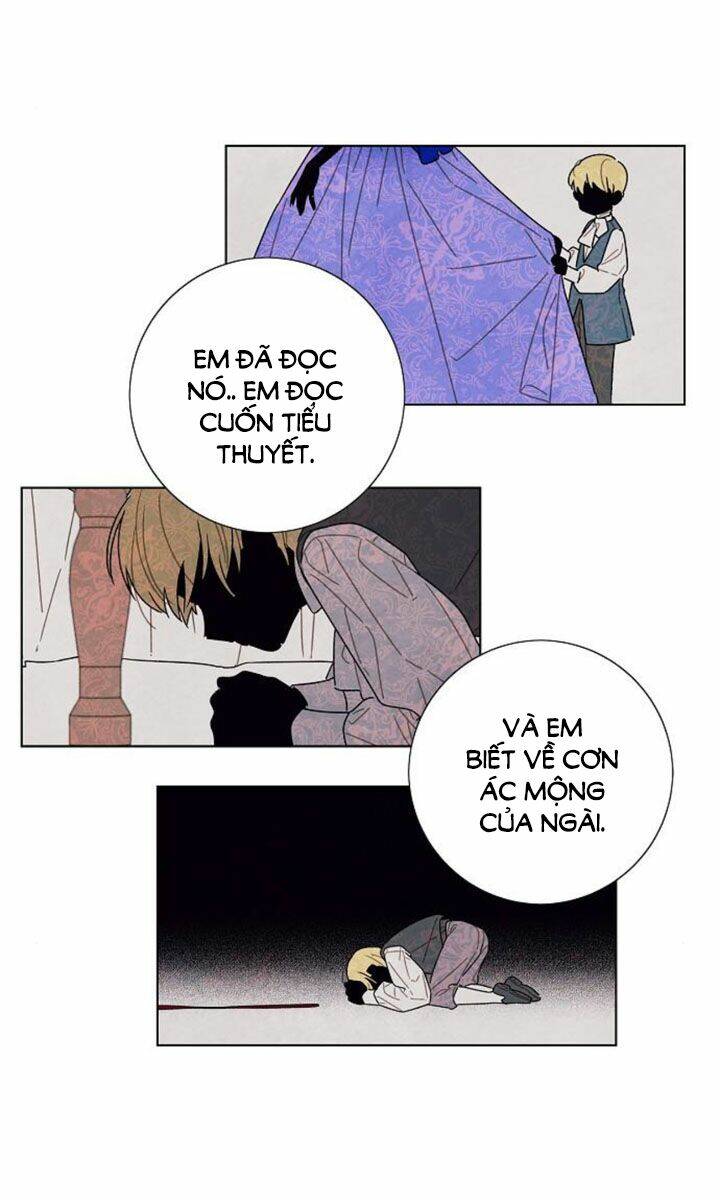 EM ĐÃ ĐỌC
NÓ.. EM ĐỌC
CUỐN TIỂU
THUYẾT.
VÀ EM
BIẾT VỀ CƠN
ÁC MỘNG
CỦA NGÀI.